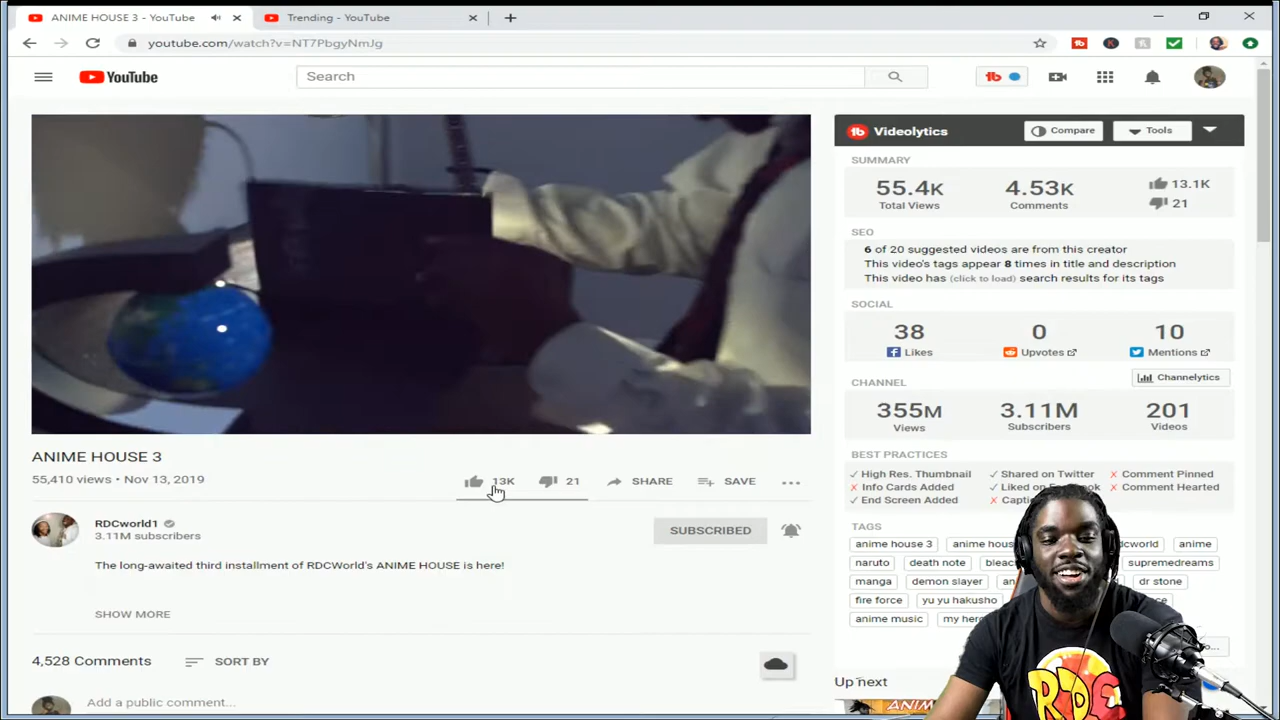 ANIME HOUSE 3 - YouTube
Trending - YouTube
youtube.com/watch?v=NT7PbgyNmJg
YouTube
Search
tb
ANIME HOUSE 3
55,410 views • Nov 13, 2019
13K
21
SHARE
SAVE
RDCworld1
3.11M subscribers
SUBSCRIBED
The long-awaited third installment of RDCWorld's ANIME HOUSE is here!
SHOW MORE
4,528 Comments
SORT BY
Add a public comment...
tb Videolytics
Compare
Tools
SUMMARY
55.4K
Total Views
4.53K
Comments
13.1K
21
SEO
6 of 20 suggested videos are from this creator
This video's tags appear 8 times in title and description
This video has (click to load) search results for its tags
SOCIAL
38
Likes
0
Upvotes
10
Mentions
CHANNEL
Channelytics
355M
Views
3.11M
Subscribers
201
Videos
BEST PRACTICES
✓ High Res. Thumbnail ✓ Shared on Twitter ✗ Comment Pinned
✗ Info Cards Added ✓ Liked on ✗ Comment Hearted
✓ End Screen Added ✗
TAGS
anime house 3 anime anime
naruto death note supremedreams
manga demon slayer dr stone
fire force yu yu hakusho
anime music my
Up next
RDC